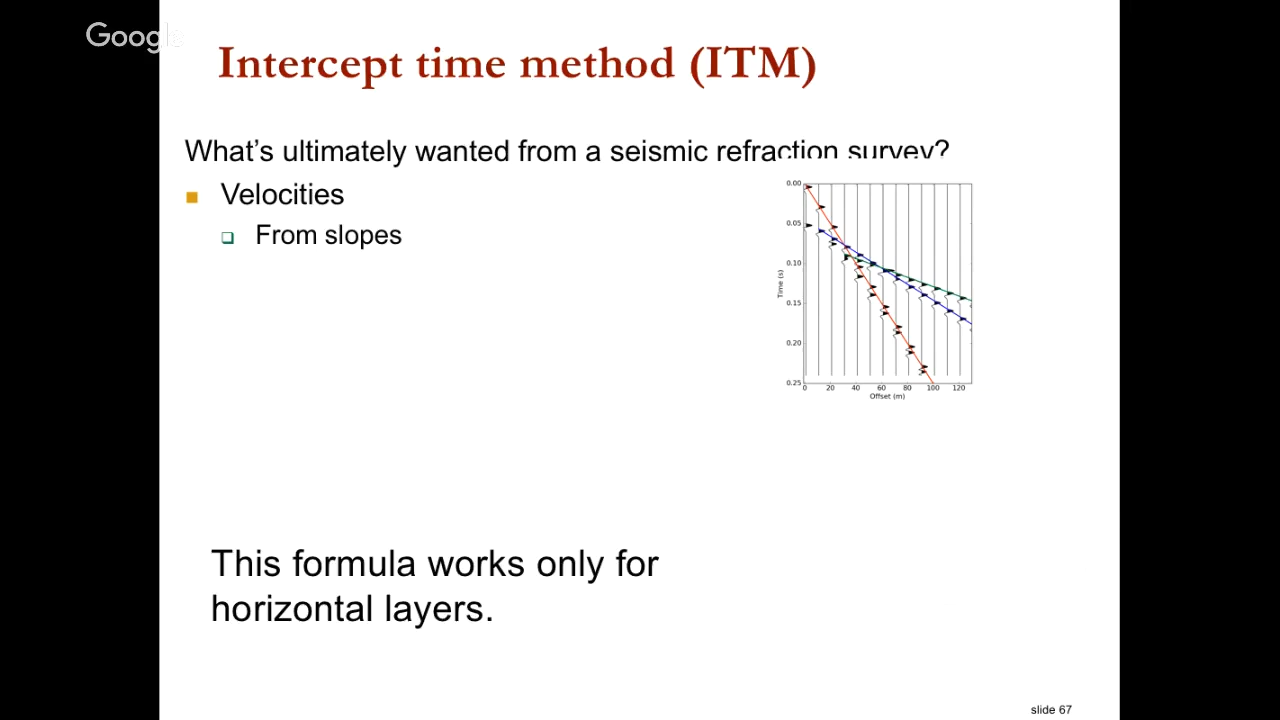 Google
Intercept time method (ITM)
What's ultimately wanted from a seismic refraction survey?
Velocities
From slopes
0.00
0.05
0.10
0.15
0.20
0.25
Time (s)
0 20 40 60 80 100 120
Offset (m)
This formula works only for
horizontal layers.
slide 67